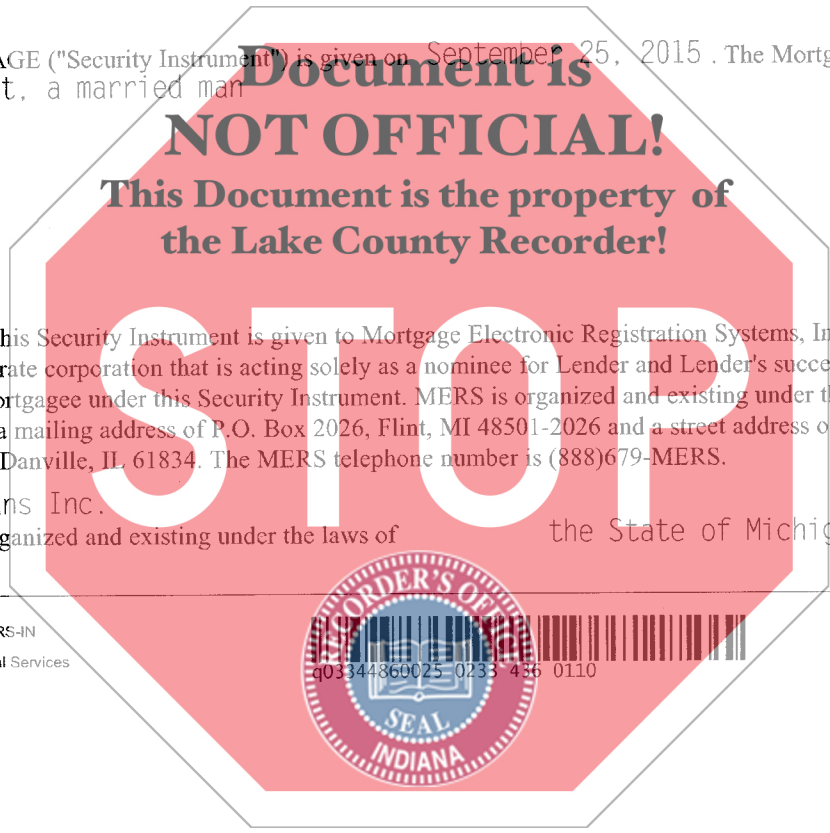 AGE ("Security Instrument") is given on September 25, 2015 . The Mortg
t, a married man
Document is
NOT OFFICIAL!
This Document is the property of
the Lake County Recorder!
STOP
his Security Instrument is given to Mortgage Electronic Registration Systems, In
rate corporation that is acting solely as a nominee for Lender and Lender's succe
ortgagee under this Security Instrument. MERS is organized and existing under th
a mailing address of P.O. Box 2026, Flint, MI 48501-2026 and a street address o
Danville, IL 61834. The MERS telephone number is (888)679-MERS.
ns Inc.
ganized and existing under the laws of the State of Michig
RS-IN
l Services
q03344860025 0233 436 0110
RECORDER'S OFFICE
SEAL
INDIANA